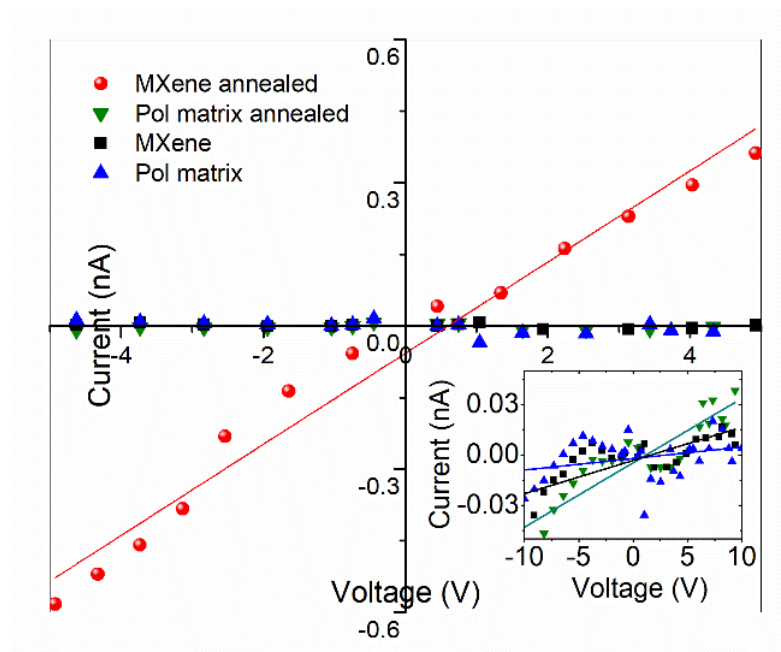 0.6
MXene annealed
Pol matrix annealed
MXene
Pol matrix
0.3
Current (nA)
0.0
-4
-2
0
2
4
-0.3
Voltage (V)
-0.6
0.03
0.00
-0.03
Current (nA)
-10
-5
0
5
10
Voltage (V)